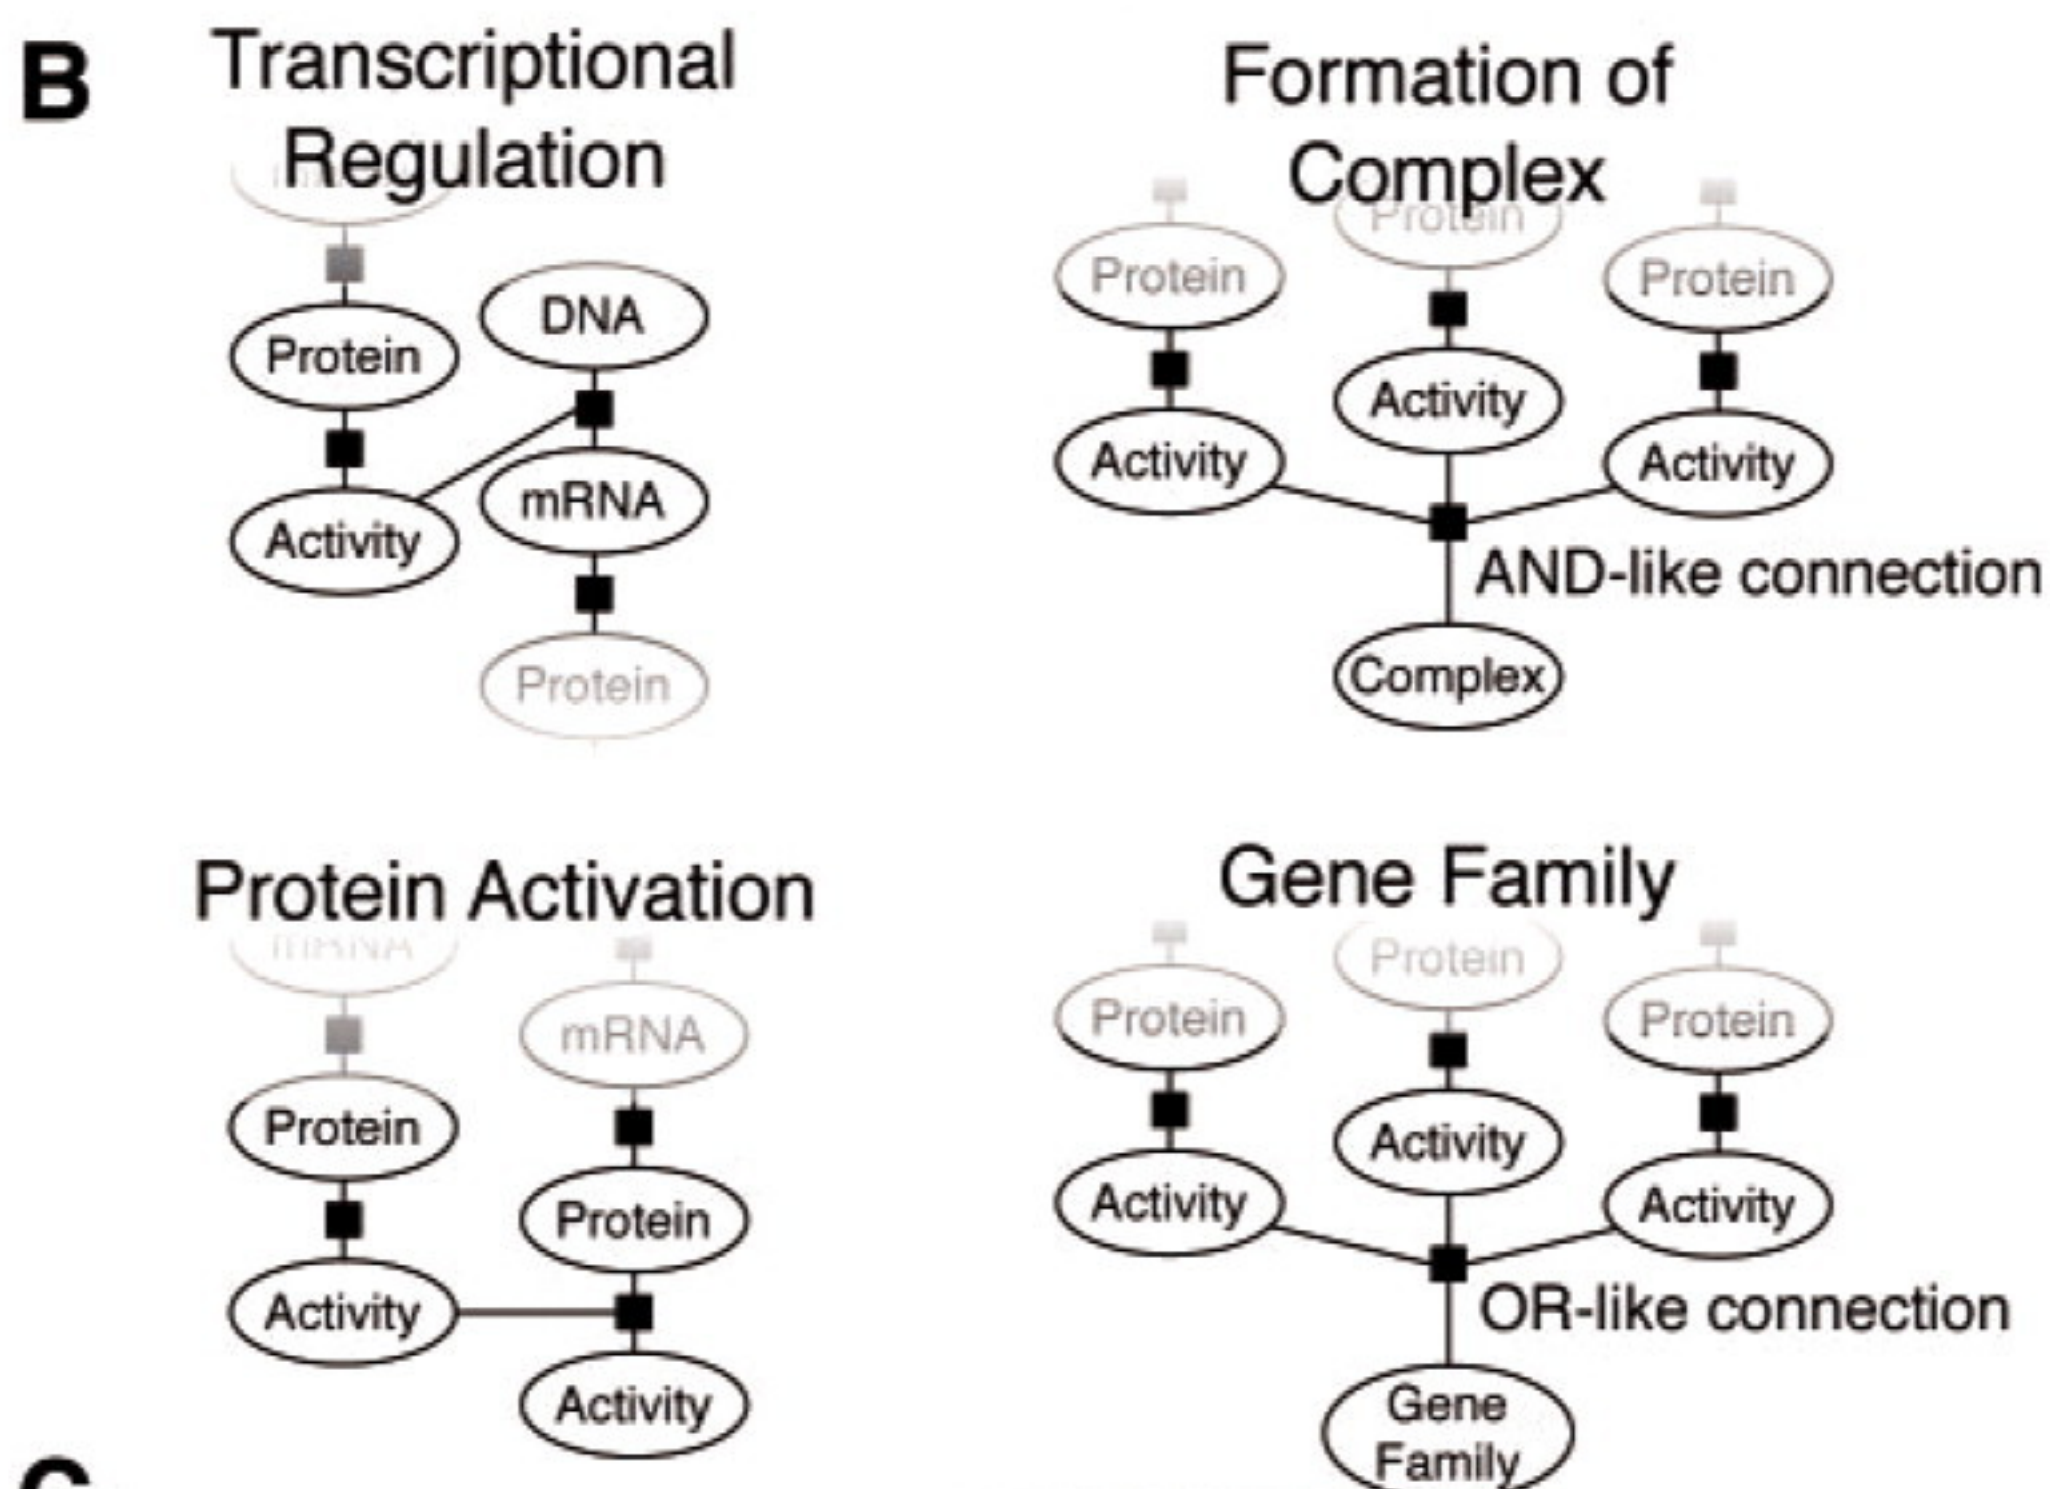 B
Transcriptional
Regulation
Protein
DNA
Activity
mRNA
Protein
Formation of
Complex
Protein
Protein
Protein
Activity
Activity
Activity
AND-like connection
Complex
Protein Activation
mRNA
mRNA
Protein
Protein
Activity
Activity
Gene Family
Protein
Protein
Protein
Activity
Activity
Activity
OR-like connection
Gene
Family